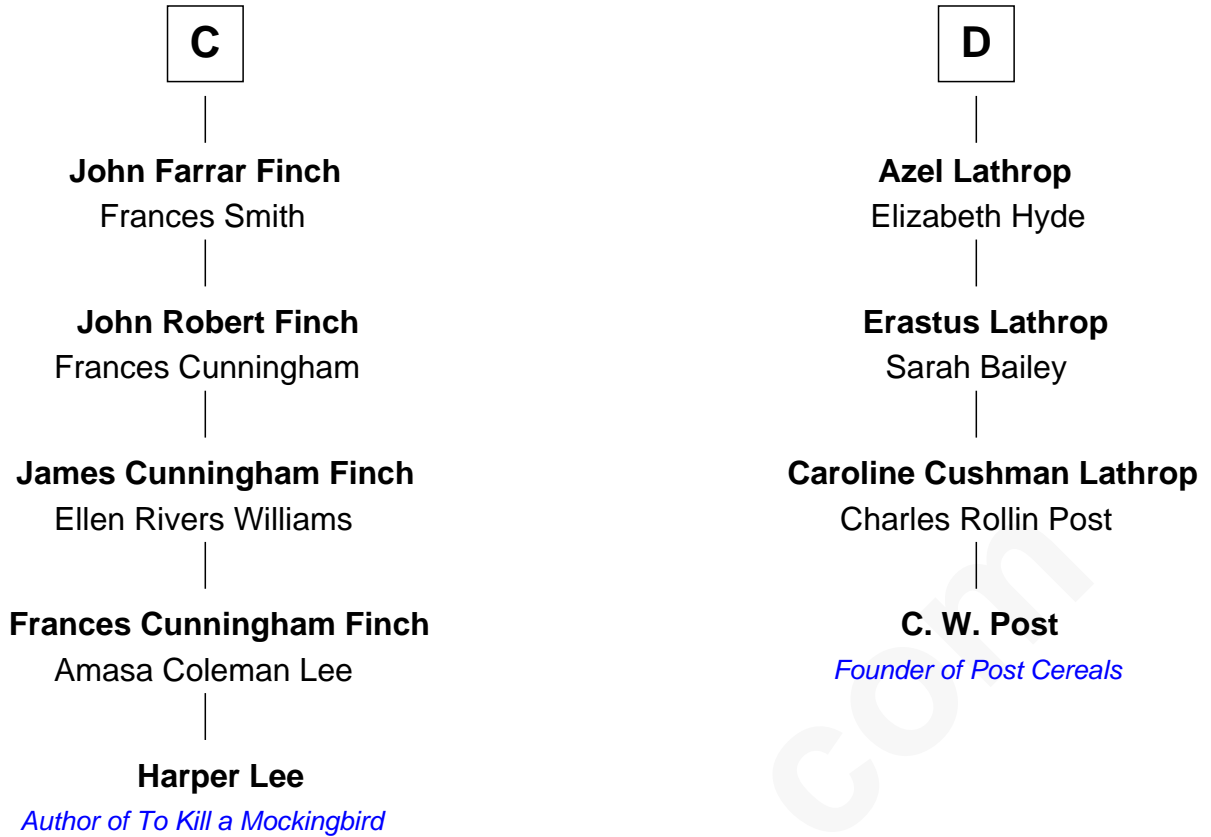 C
John Farrar Finch
Frances Smith
John Robert Finch
Frances Cunningham
James Cunningham Finch
Ellen Rivers Williams
Frances Cunningham Finch
Amasa Coleman Lee
Harper Lee
Author of To Kill a Mockingbird
D
Azel Lathrop
Elizabeth Hyde
Erastus Lathrop
Sarah Bailey
Caroline Cushman Lathrop
Charles Rollin Post
C. W. Post
Founder of Post Cereals
com